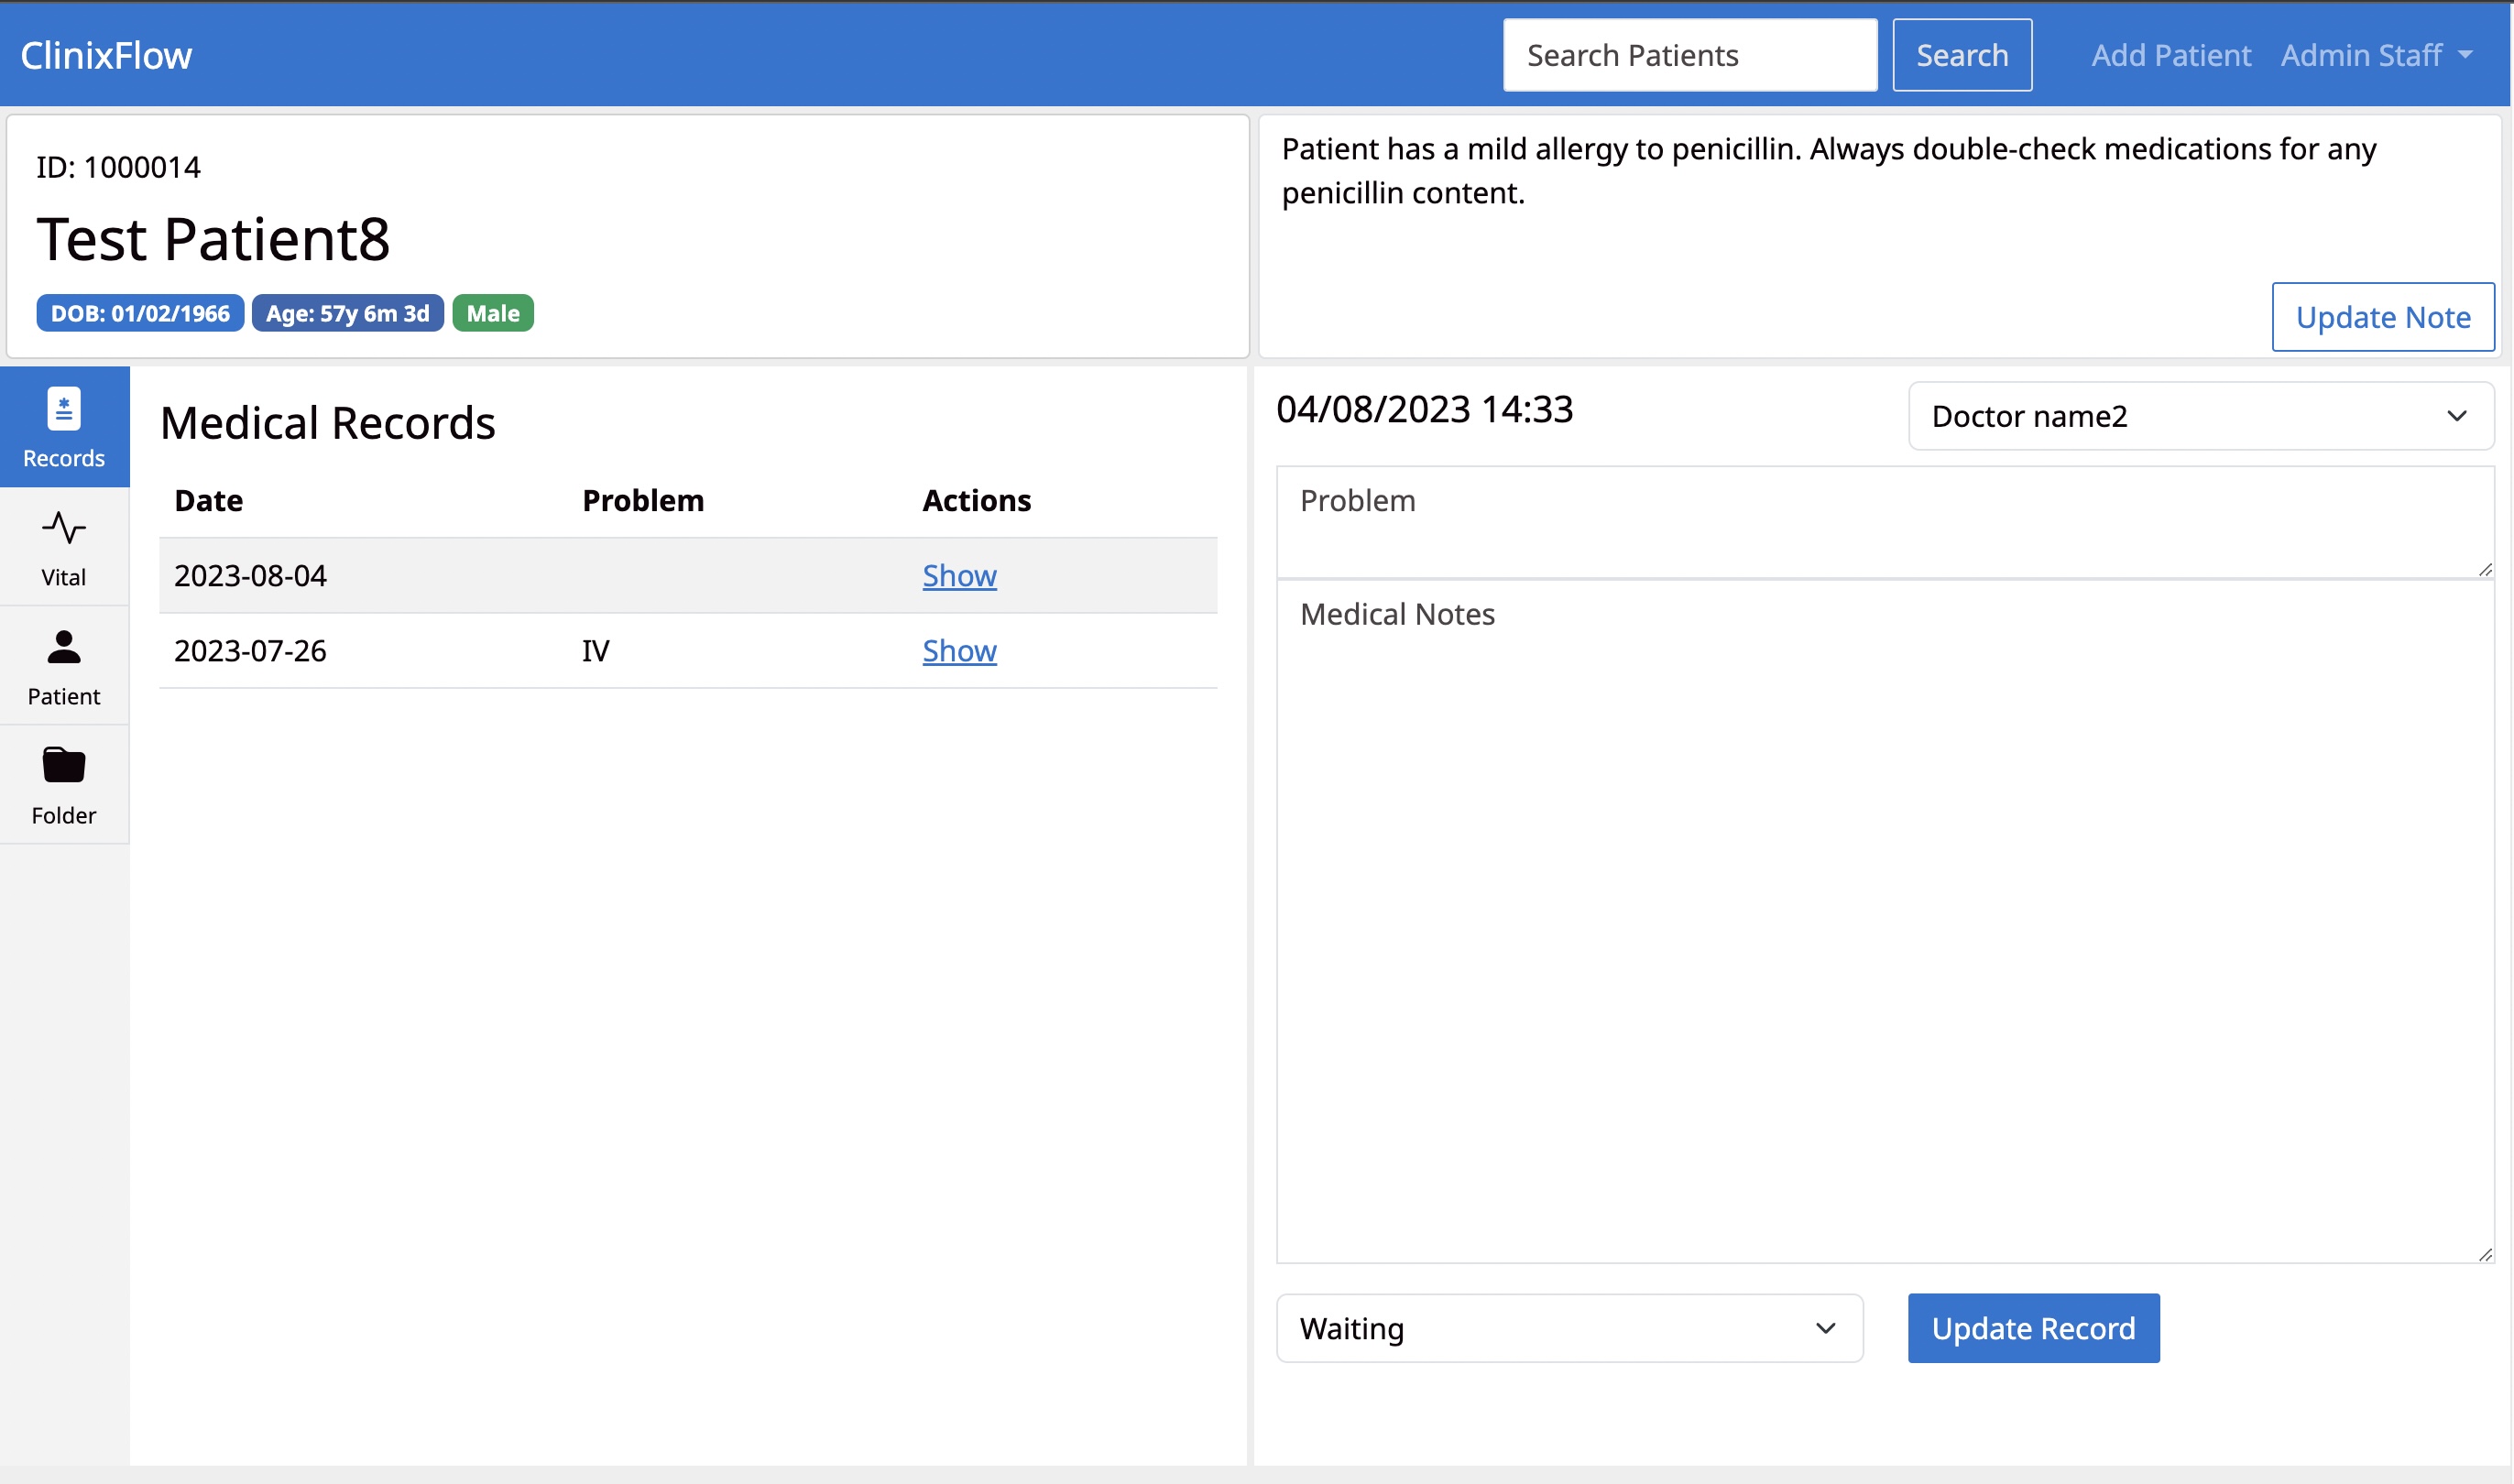 ClinixFlow
Search Patients
Search
Add Patient
Admin Staff
ID: 1000014
Test Patient8
DOB: 01/02/1966
Age: 57y 6m 3d
Male
Patient has a mild allergy to penicillin. Always double-check medications for any
penicillin content.
Update Note
Records
Vital
Patient
Folder
Medical Records
Date Problem Actions
2023-08-04 Show
2023-07-26 IV Show
04/08/2023 14:33
Doctor name2
Problem
Medical Notes
Waiting
Update Record